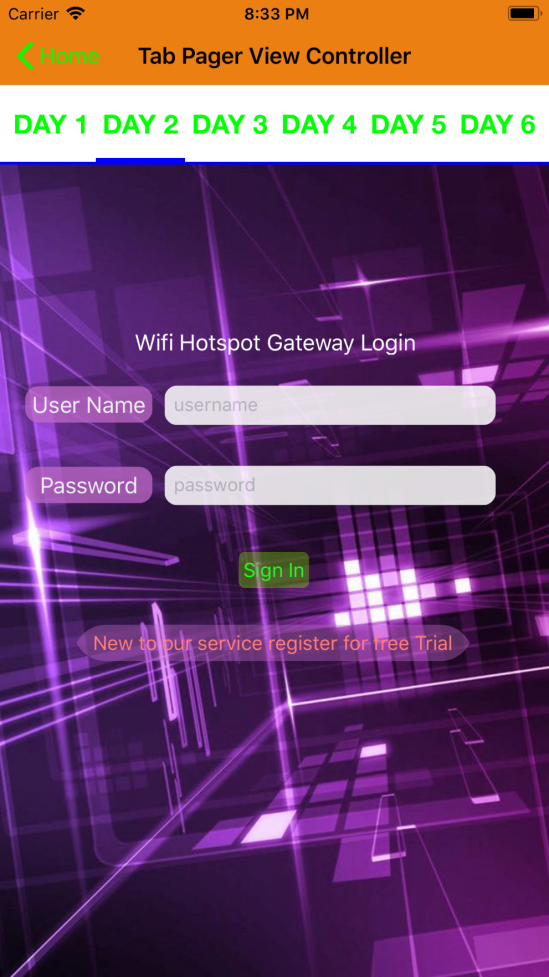 Carrier 8:33 PM
Home Tab Pager View Controller
DAY 1 DAY 2 DAY 3 DAY 4 DAY 5 DAY 6
Wifi Hotspot Gateway Login
User Name username
Password password
Sign In
New to our service register for free Trial